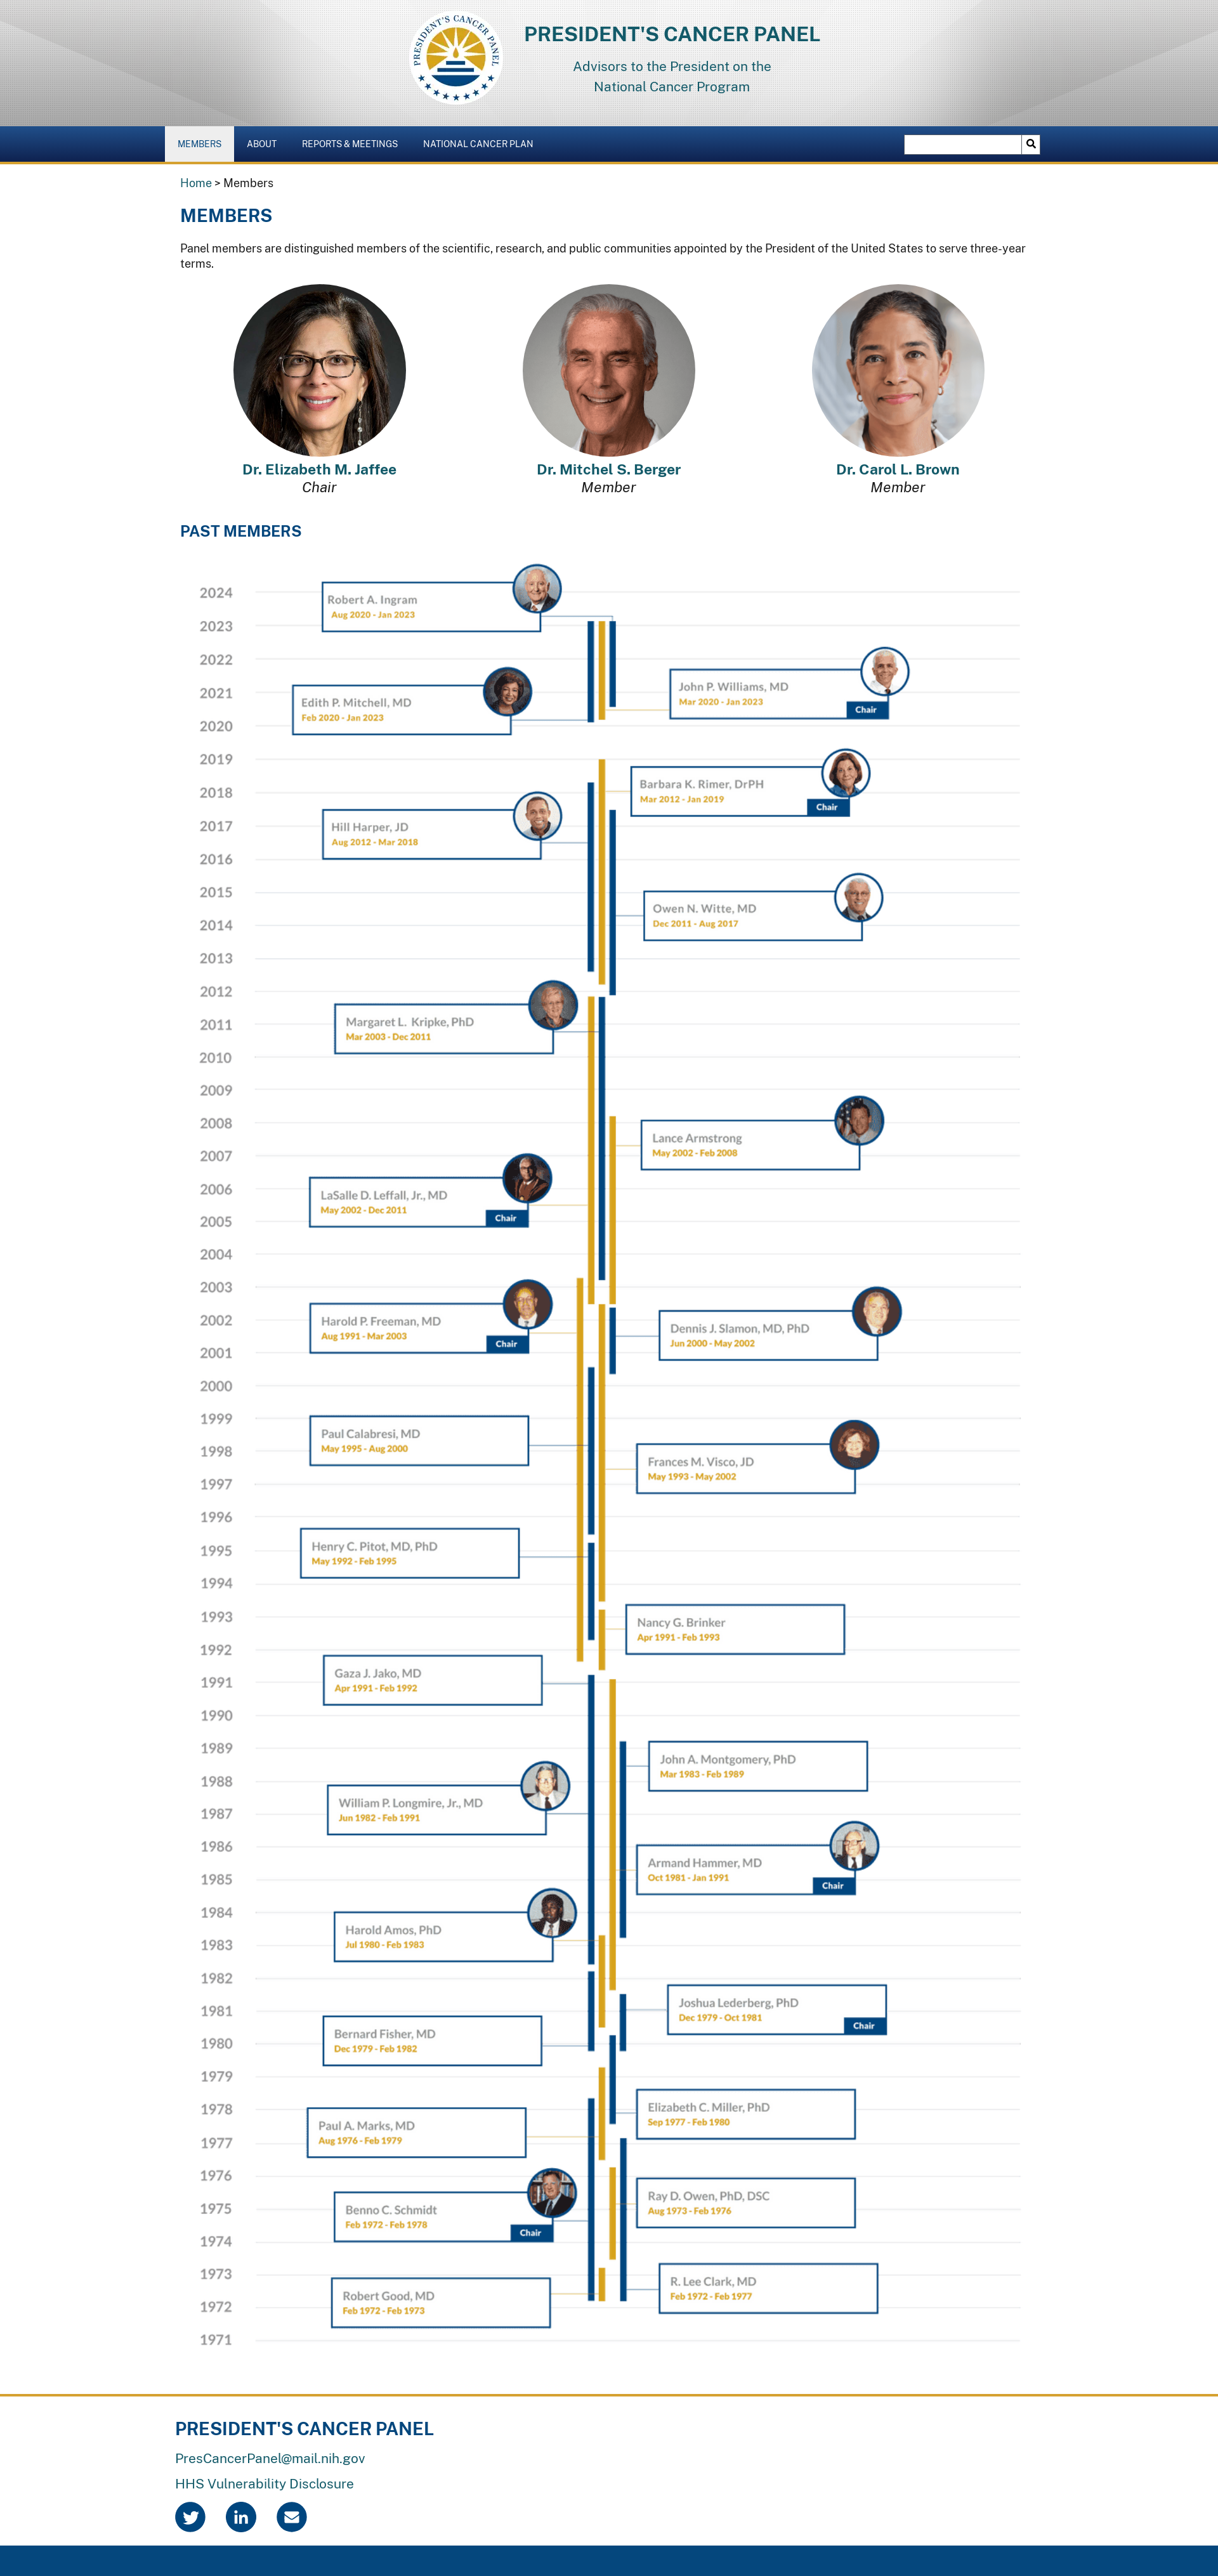 PRESIDENT'S CANCER PANEL
PRESIDENT'S CANCER PANEL
Advisors to the President on the
National Cancer Program
MEMBERS
ABOUT
REPORTS & MEETINGS
NATIONAL CANCER PLAN
Home > Members
MEMBERS
Panel members are distinguished members of the scientific, research, and public communities appointed by the President of the United States to serve three-year
terms.
Dr. Elizabeth M. Jaffee
Chair
Dr. Mitchel S. Berger
Member
Dr. Carol L. Brown
Member
PAST MEMBERS
2024
Robert A. Ingram
Aug 2020 - Jan 2023
2023
2022
John P. Williams, MD
Mar 2020 - Jan 2023
Chair
2021
Edith P. Mitchell, MD
Feb 2020 - Jan 2023
2020
2019
Barbara K. Rimer, DrPH
Mar 2012 - Jan 2019
Chair
2018
2017
Hill Harper, JD
Aug 2012 - Mar 2018
2016
2015
Owen N. Witte, MD
Dec 2011 - Aug 2017
2014
2013
2012
2011
Margaret L. Kripke, PhD
Mar 2003 - Dec 2011
2010
2009
2008
Lance Armstrong
May 2002 - Feb 2008
2007
2006
LaSalle D. Leffall, Jr., MD
May 2002 - Dec 2011
Chair
2005
2004
2003
2002
Harold P. Freeman, MD
Aug 1991 - Mar 2003
Chair
Dennis J. Slamon, MD, PhD
Jun 2000 - May 2002
2001
2000
1999
Paul Calabresi, MD
May 1995 - Aug 2000
1998
Frances M. Visco, JD
May 1993 - May 2002
1997
1996
1995
Henry C. Pitot, MD, PhD
May 1992 - Feb 1995
1994
1993
Nancy G. Brinker
Apr 1991 - Feb 1993
1992
1991
Gaza J. Jako, MD
Apr 1991 - Feb 1992
1990
1989
John A. Montgomery, PhD
Mar 1983 - Feb 1989
1988
William P. Longmire, Jr., MD
Jun 1982 - Feb 1991
1987
1986
Armand Hammer, MD
Oct 1981 - Jan 1991
Chair
1985
1984
Harold Amos, PhD
Jul 1980 - Feb 1983
1983
1982
Joshua Lederberg, PhD
Dec 1979 - Oct 1981
Chair
1981
Bernard Fisher, MD
Dec 1979 - Feb 1982
1980
1979
1978
Elizabeth C. Miller, PhD
Sep 1977 - Feb 1980
Paul A. Marks, MD
Aug 1976 - Feb 1979
1977
1976
Ray D. Owen, PhD, DSC
Aug 1973 - Feb 1976
1975
Benno C. Schmidt
Feb 1972 - Feb 1978
Chair
1974
1973
R. Lee Clark, MD
Feb 1972 - Feb 1977
Robert Good, MD
Feb 1972 - Feb 1973
1972
1971
PRESIDENT'S CANCER PANEL
PresCancerPanel@mail.nih.gov
HHS Vulnerability Disclosure
in